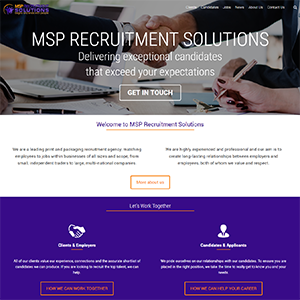 MSP
SOLUTIONS
Clients Candidates Jobs News About Us Contact Us
MSP RECRUITMENT SOLUTIONS
Delivering exceptional candidates
that exceed your expectations
GET IN TOUCH
Welcome to MSP Recruitment Solutions
We are a leading print and packaging recruitment agency, matching
employees to jobs within businesses of all sizes and scope, from
small, independent traders to large, multi-national companies.
We are highly experienced and professional and our aim is to
create long-lasting relationships between employers and
employees, both of whom we value and respect.
More about us
Let's Work Together
Clients & Employers
All of our clients value our experience, connections and the accurate shortlist of
candidates we can produce. If you are looking to recruit the top talent, we can
help.
HOW WE CAN WORK TOGETHER
Candidates & Applicants
We pride ourselves on our relationships with our candidates. To ensure you are
placed in the right position, we take the time to really get to know you and your
needs.
HOW WE CAN HELP YOUR CAREER